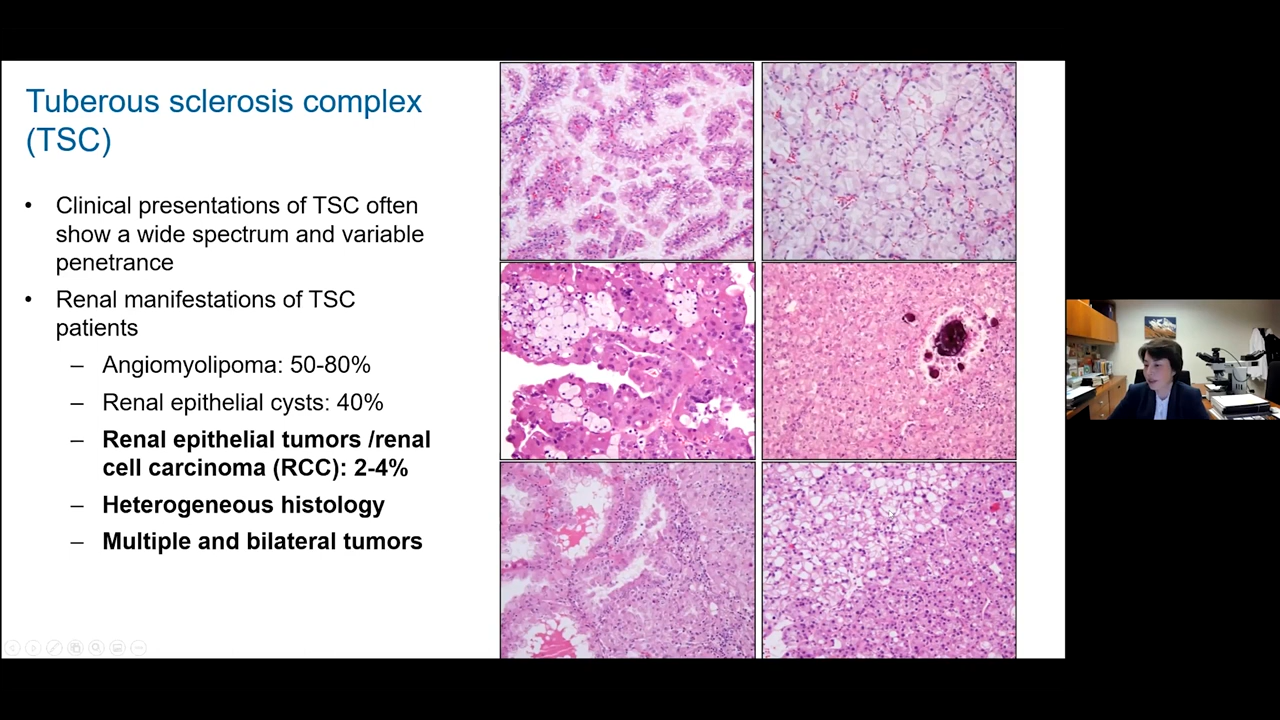 Tuberous sclerosis complex
(TSC)
• Clinical presentations of TSC often
show a wide spectrum and variable
penetrance
• Renal manifestations of TSC
patients
– Angiomyolipoma: 50-80%
– Renal epithelial cysts: 40%
– Renal epithelial tumors /renal
cell carcinoma (RCC): 2-4%
– Heterogeneous histology
– Multiple and bilateral tumors